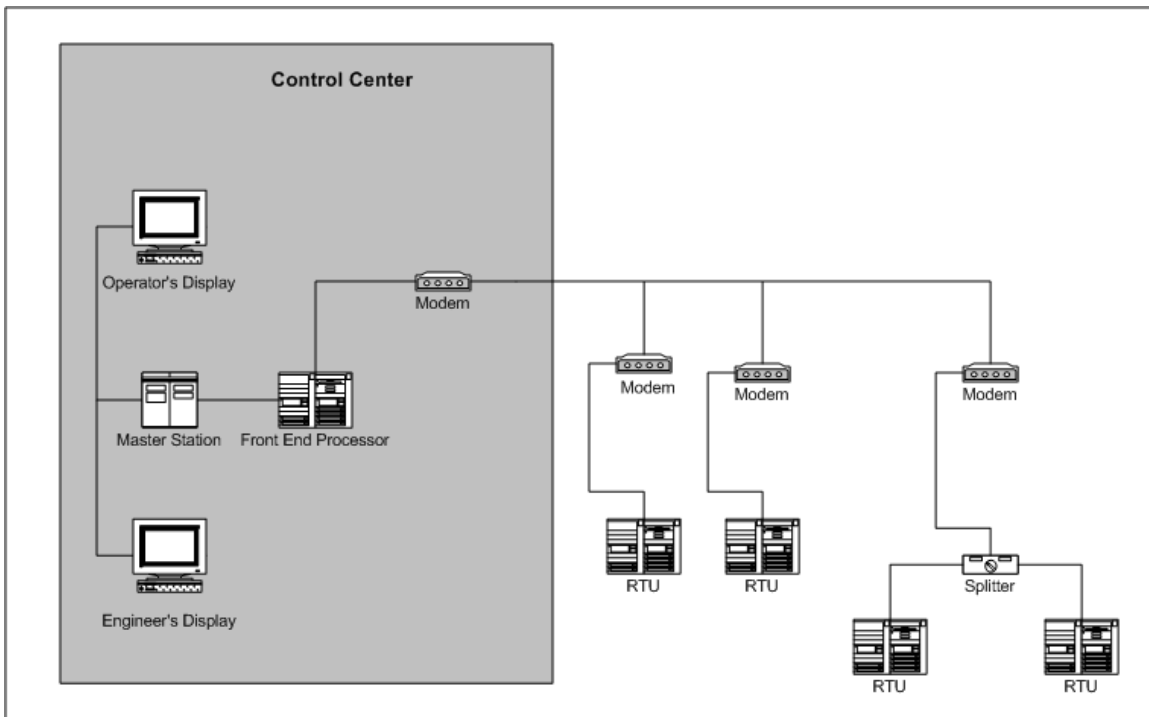 Control Center
Operator's Display
Modem
Modem
Modem
Modem
Master Station
Front End Processor
RTU
RTU
Splitter
Engineer's Display
RTU
RTU